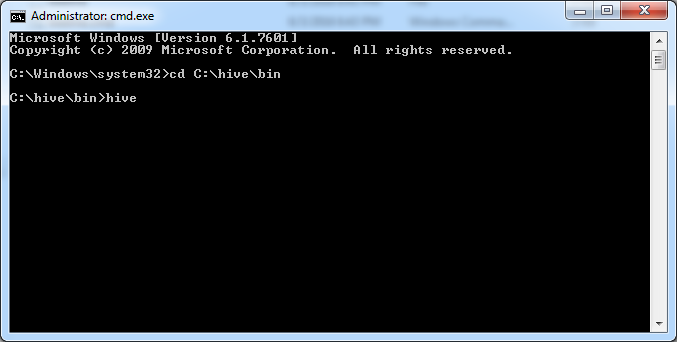 Administrator: cmd.exe
Microsoft Windows [Version 6.1.7601]
Copyright (c) 2009 Microsoft Corporation.  All rights reserved.
C:\Windows\system32>cd C:\hive\bin
C:\hive\bin>hive